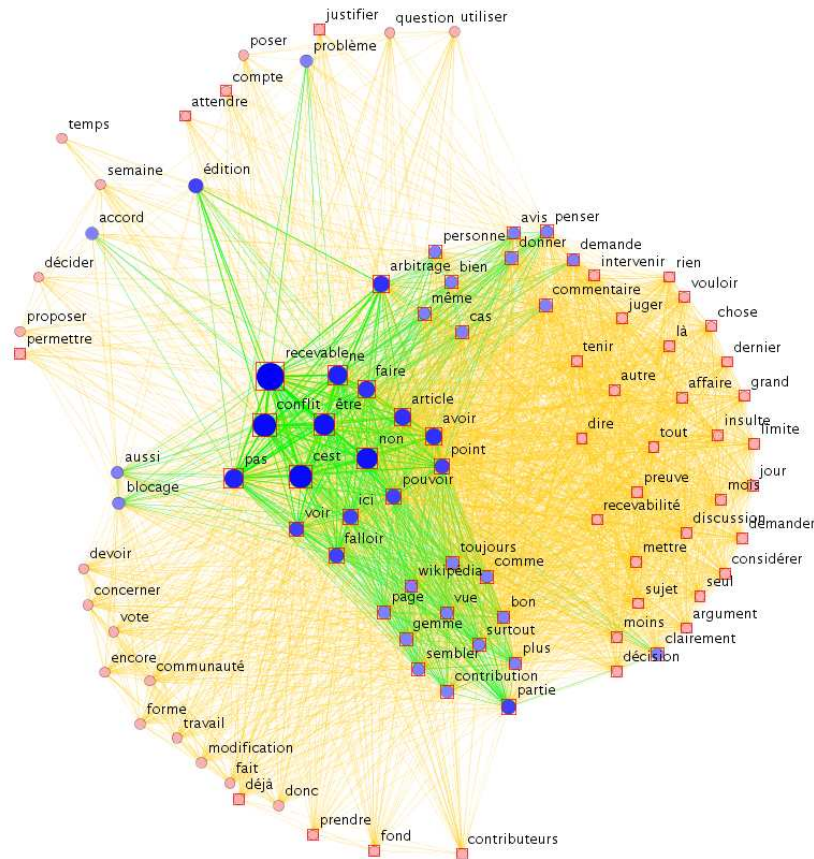 justifier
question
utiliser
poser
problème
compte
attendre
temps
semaine
édition
accord
avis
penser
personne
donner
demande
décider
arbitrage
bien
intervenir
rien
même
commentaire
vouloir
cas
juger
chose
proposer
permettre
recevable
ne
tenir
là
dernier
faire
autre
affaire
grand
conflit
être
article
avoir
dire
tout
insulte
limite
non
point
pas
cest
aussi
pouvoir
preuve
mois
jour
blocage
ici
recevabilité
voir
discussion
demander
falloir
toujours
comme
mettre
considérer
devoir
wikipédia
concerner
page
vue
bon
sujet
seul
vote
gemme
surtout
moins
argument
clairement
encore
communauté
sembler
plus
décision
contribution
partie
forme
travail
modification
fait
déjà
donc
prendre
fond
contributeurs